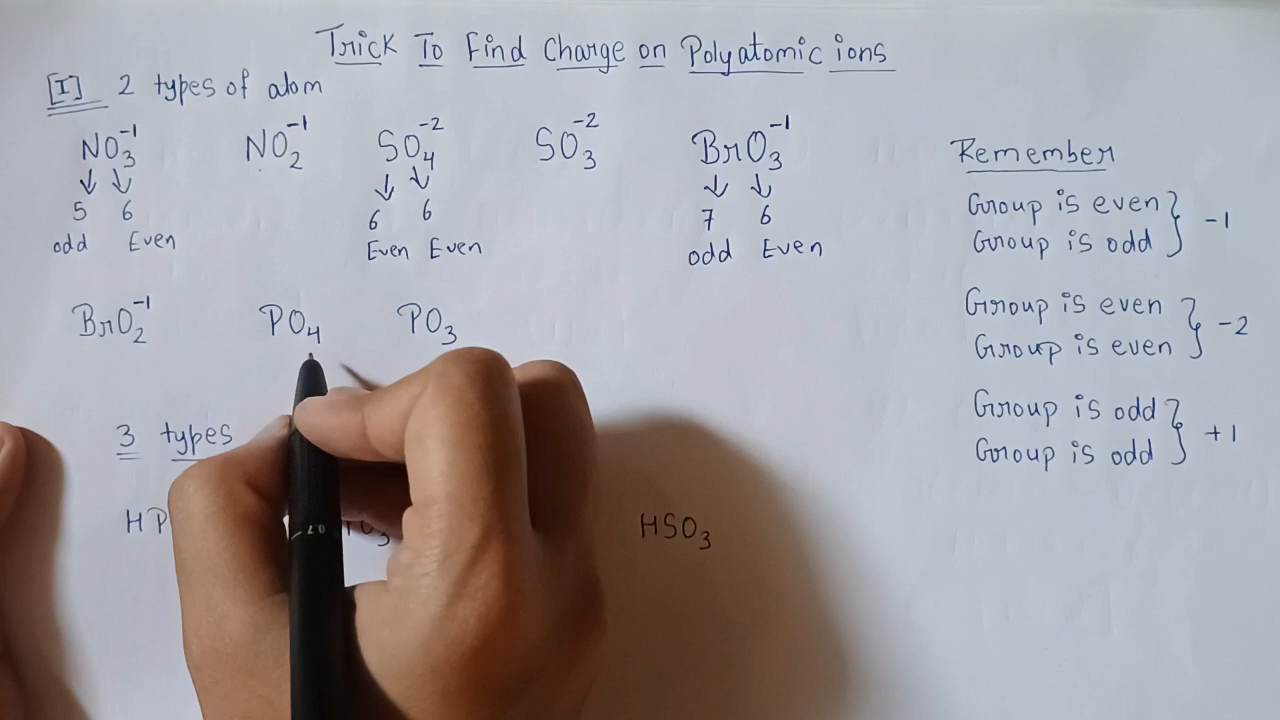 Trick To Find Charge on Polyatomic ions
[I] 2 types of atom
NO₃⁻¹ NO₂⁻¹ SO₄⁻² SO₃⁻² BrO₃⁻¹
↓ ↓ ↓ ↓ ↓ ↓
5 6 6 6 7 6
odd Even Even Even odd Even
BrO₂⁻¹ PO₄ PO₃
3 types
HSO₃
0.7
Remember
Group is even } -1
Group is odd
Group is even } -2
Group is even
Group is odd } +1
Group is odd